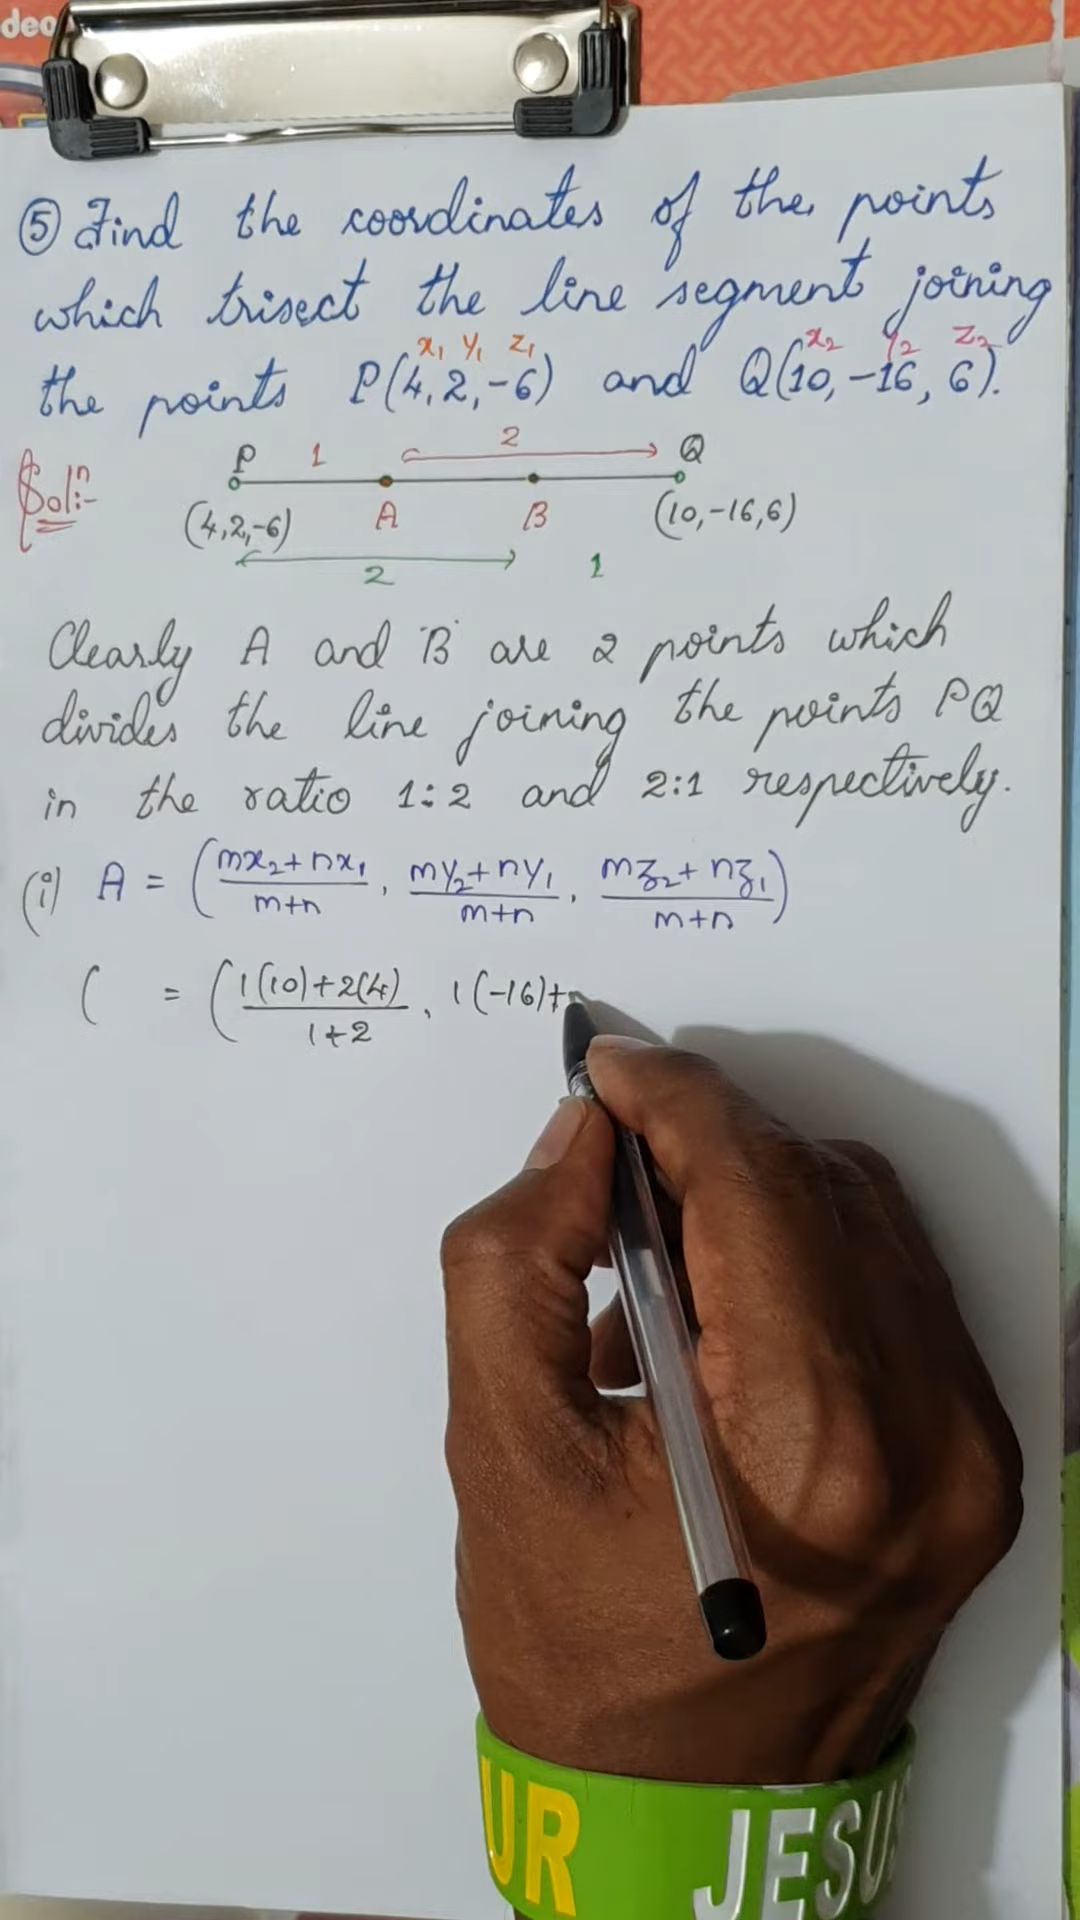 deo
⑤ Find the coordinates of the points
which trisect the line segment joining
x₁ y₁ z₁ x₂ y₂ z₂
the points P(4,2,-6) and Q(10,-16,6).
Solⁿ:-
P 1 2 Q
(4,2,-6) A B (10,-16,6)
2 1
Clearly A and B are 2 points which
divides the line joining the points PQ
in the ratio 1:2 and 2:1 respectively.
(i) A = (mx₂+nx₁/m+n, my₂+ny₁/m+n, mz₂+nz₁/m+n)
( = (1(10)+2(4)/1+2, 1(-16)+
UR JESUS